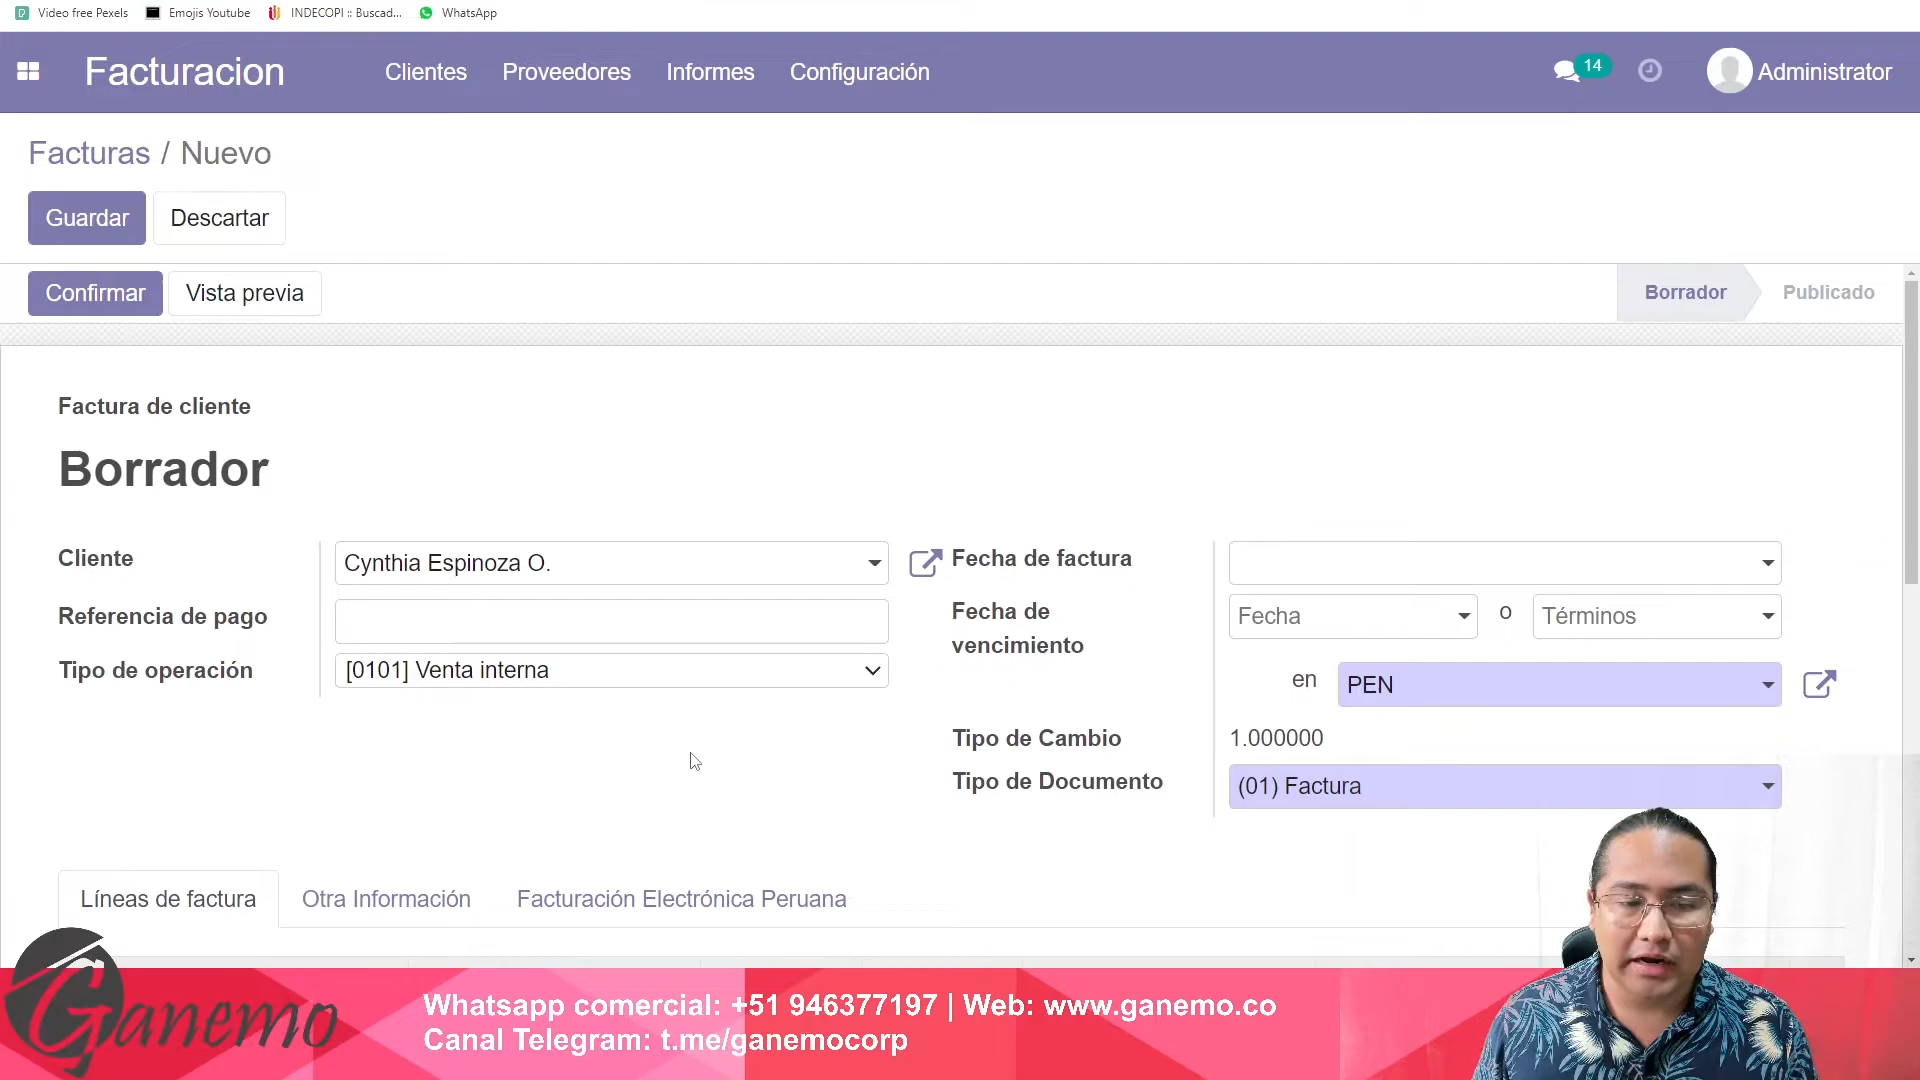 Video free Pexels Emojis Youtube INDECOPI :: Buscad... WhatsApp
Facturacion Clientes Proveedores Informes Configuración 14 Administrator
Facturas / Nuevo
Guardar Descartar
Confirmar Vista previa Borrador Publicado
Factura de cliente
Borrador
Cliente Cynthia Espinoza O. Fecha de factura
Referencia de pago Fecha de vencimiento Fecha o Términos
Tipo de operación [0101] Venta interna en PEN
Tipo de Cambio 1.000000
Tipo de Documento (01) Factura
Líneas de factura Otra Información Facturación Electrónica Peruana
Ganemo
Whatsapp comercial: +51 946377197 | Web: www.ganemo.co
Canal Telegram: t.me/ganemocorp